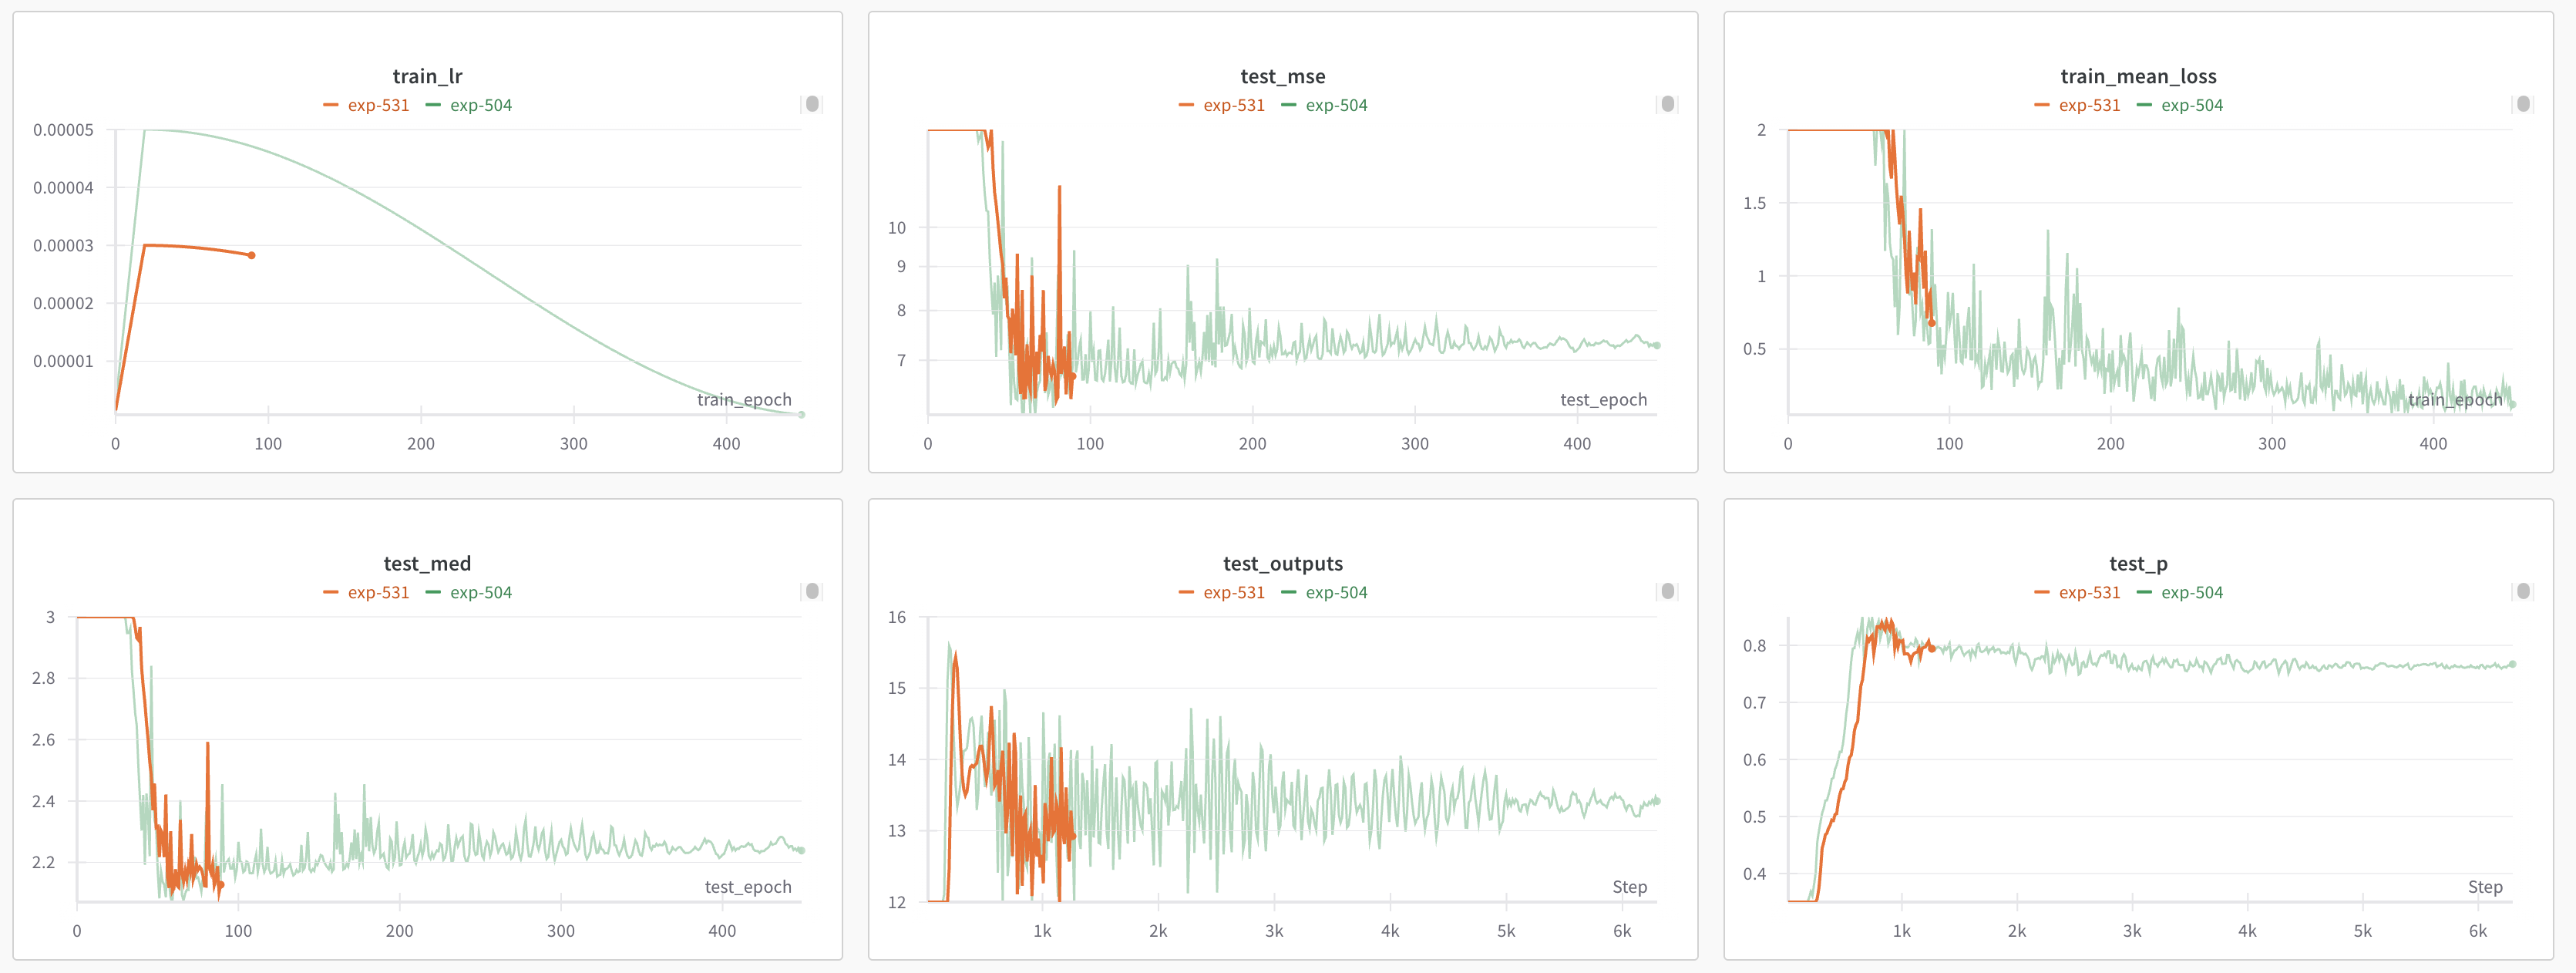 train_lr
exp-531 exp-504
0.00005
0.00004
0.00003
0.00002
0.00001
train_epoch
0 100 200 300 400
test_mse
exp-531 exp-504
10
9
8
7
test_epoch
0 100 200 300 400
train_mean_loss
exp-531 exp-504
2
1.5
1
0.5
train_epoch
0 100 200 300 400
test_med
exp-531 exp-504
3
2.8
2.6
2.4
2.2
test_epoch
0 100 200 300 400
test_outputs
exp-531 exp-504
16
15
14
13
12
Step
1k 2k 3k 4k 5k 6k
test_p
exp-531 exp-504
0.8
0.7
0.6
0.5
0.4
Step
1k 2k 3k 4k 5k 6k